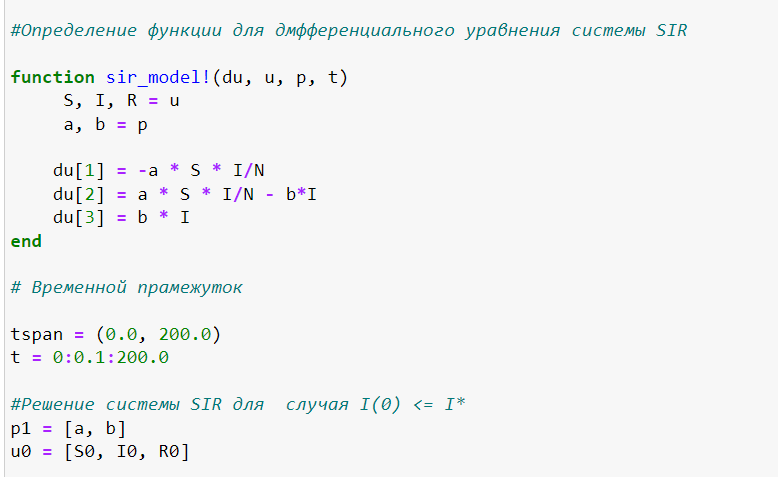 #Определение функции для дмфференциального уравнения системы SIR
function sir_model!(du, u, p, t)
S, I, R = u
a, b = p
du[1] = -a * S * I/N
du[2] = a * S * I/N - b*I
du[3] = b * I
end
# Временной прамежуток
tspan = (0.0, 200.0)
t = 0:0.1:200.0
#Решение системы SIR для  случая I(0) <= I*
p1 = [a, b]
u0 = [S0, I0, R0]